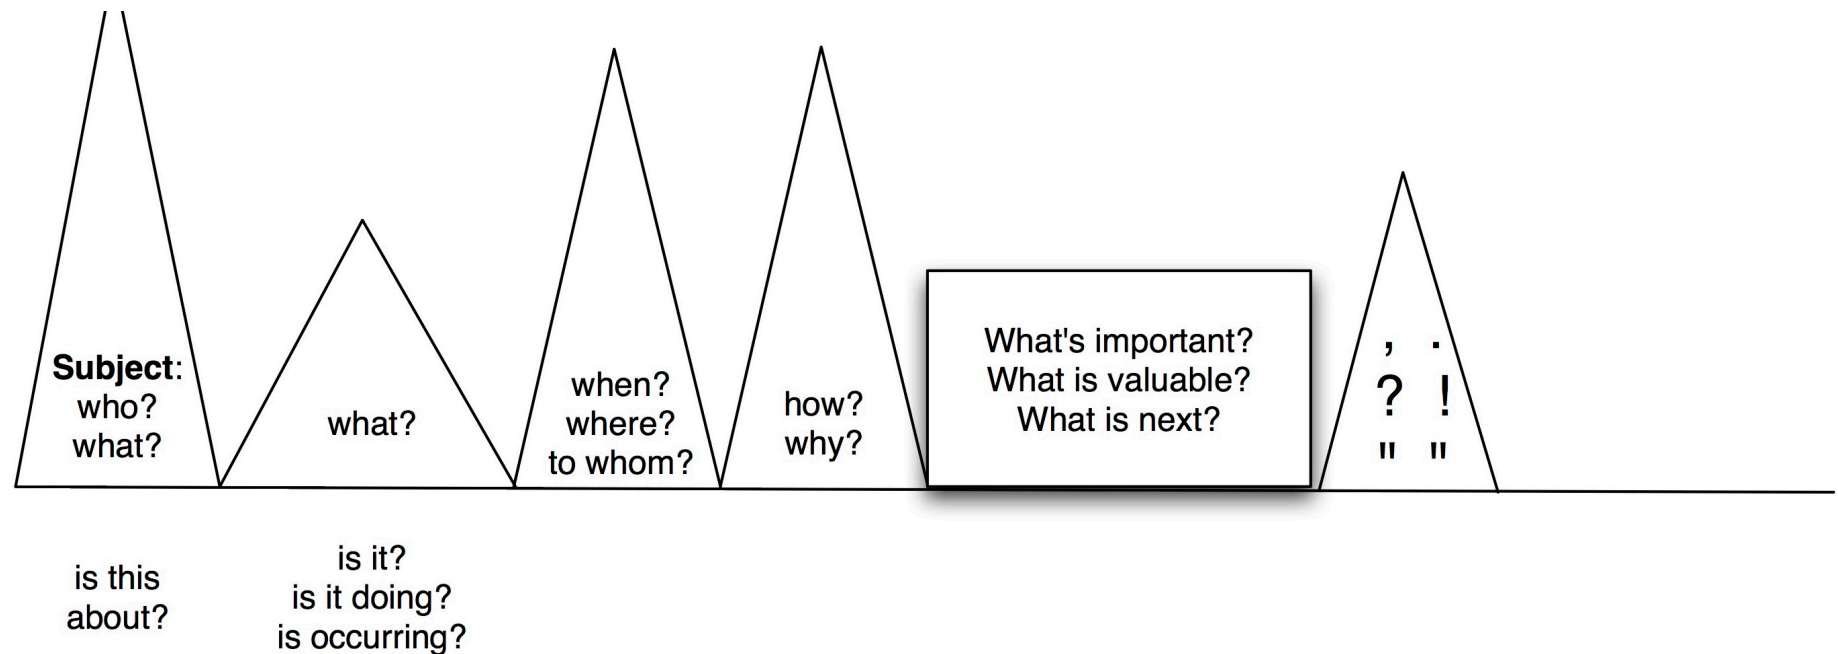 Subject:
who?
what?
is this
about?
what?
is it?
is it doing?
is occurring?
when?
where?
to whom?
how?
why?
What's important?
What is valuable?
What is next?
, .
? !
" "